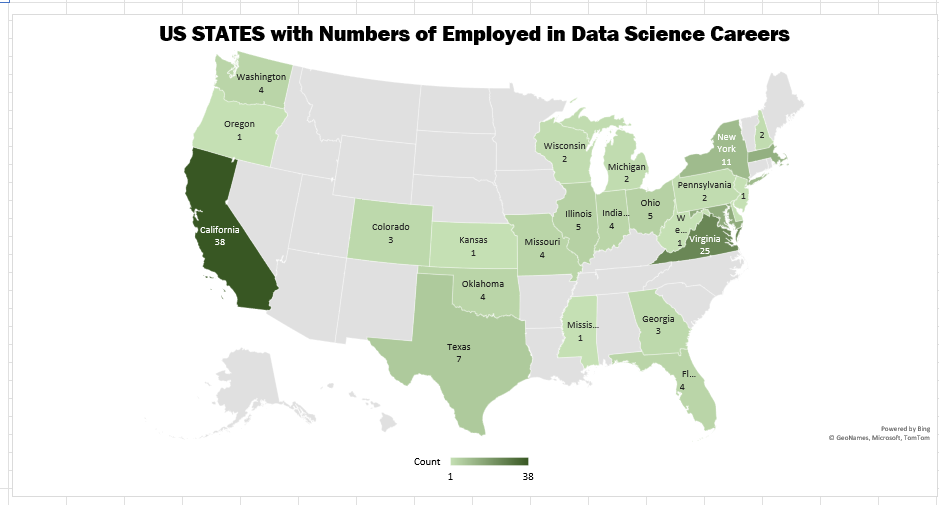 US STATES with Numbers of Employed in Data Science Careers
Washington
4
Oregon
1
California
38
Colorado
3
Kansas
1
Oklahoma
4
Texas
7
Missouri
4
Wisconsin
2
Illinois
5
Michigan
2
India...
4
Ohio
5
Missis...
1
Georgia
3
Fl...
4
W
e...
1
Virginia
25
Pennsylvania
2
New
York
11
2
1
Powered by Bing
© GeoNames, Microsoft, TomTom
Count
1
38